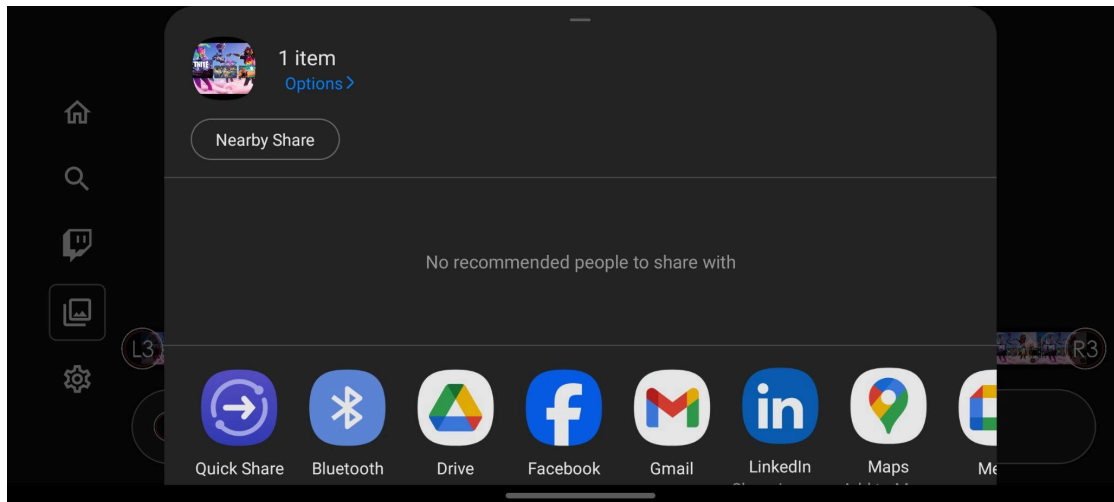 1 item
Options >
Nearby Share
No recommended people to share with
L3
R3
in
Quick Share
Bluetooth
Drive
Facebook
Gmail
LinkedIn
Maps